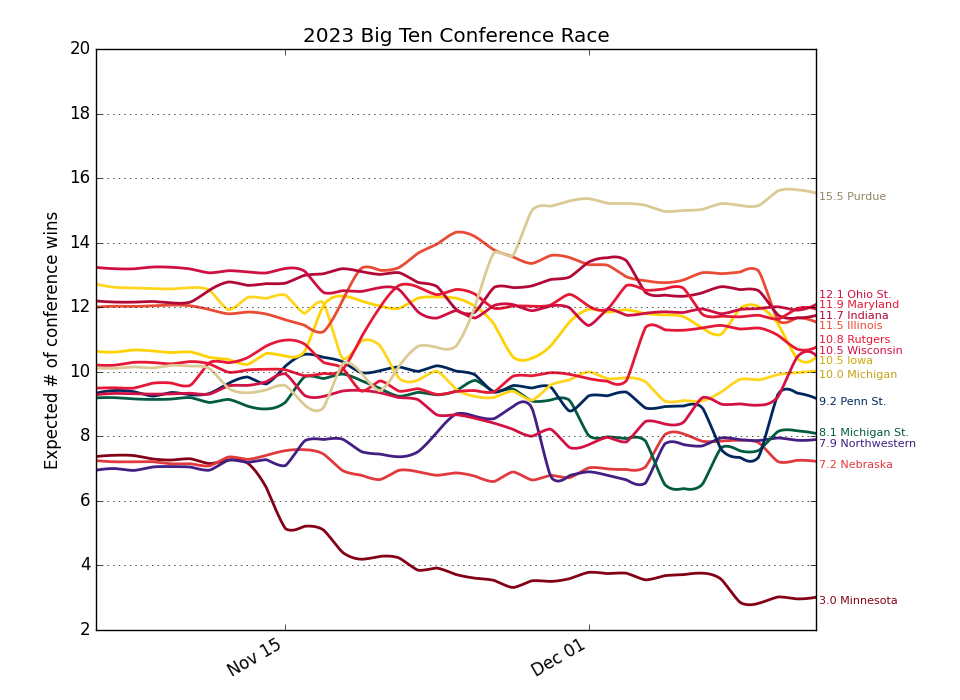 2023 Big Ten Conference Race
Expected # of conference wins
20
18
16
14
12
10
8
6
4
2
Nov 15
Dec 01
15.5 Purdue
12.1 Ohio St.
11.9 Maryland
11.7 Indiana
11.5 Illinois
10.8 Rutgers
10.5 Wisconsin
10.5 Iowa
10.0 Michigan
9.2 Penn St.
8.1 Michigan St.
7.9 Northwestern
7.2 Nebraska
3.0 Minnesota